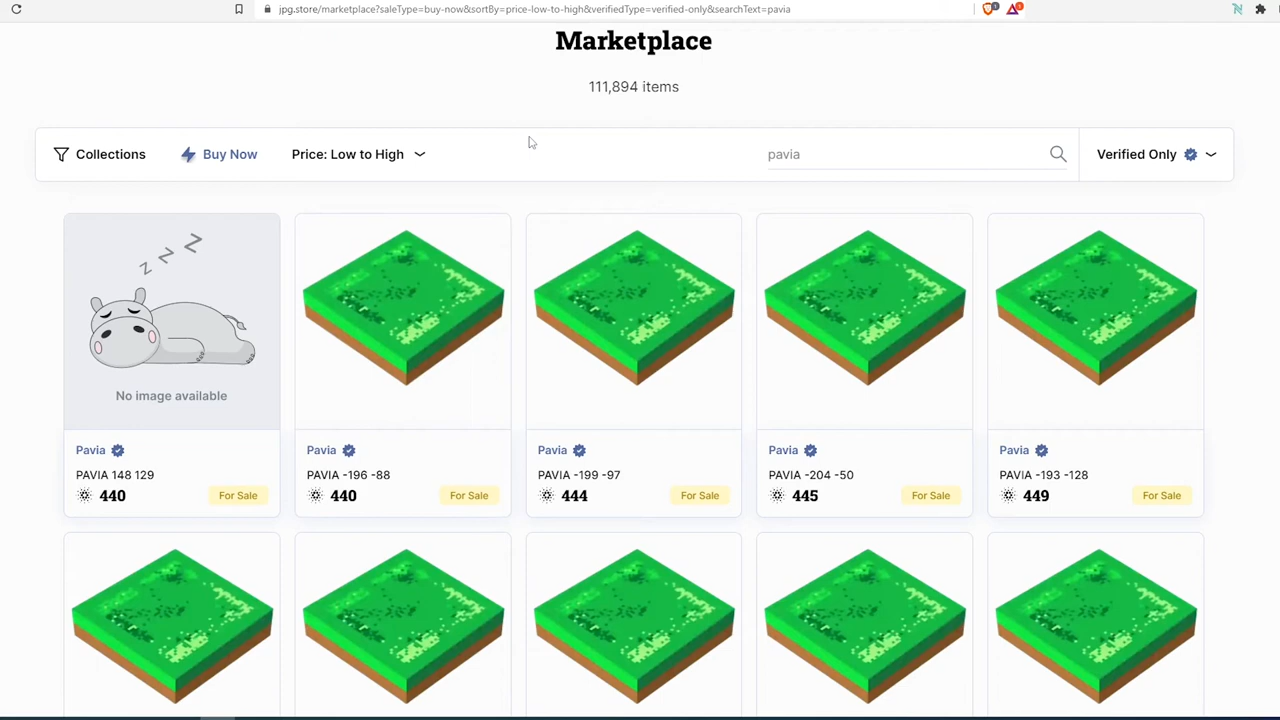 jpg.store/marketplace?saleType=buy-now&sortBy=price-low-to-high&verifiedType=verified-only&searchText=pavia
1
Marketplace
111,894 items
Collections Buy Now Price: Low to High pavia Verified Only
z z z
No image available
Pavia Pavia Pavia Pavia Pavia
PAVIA 148 129 PAVIA -196 -88 PAVIA -199 -97 PAVIA -204 -50 PAVIA -193 -128
440 For Sale 440 For Sale 444 For Sale 445 For Sale 449 For Sale